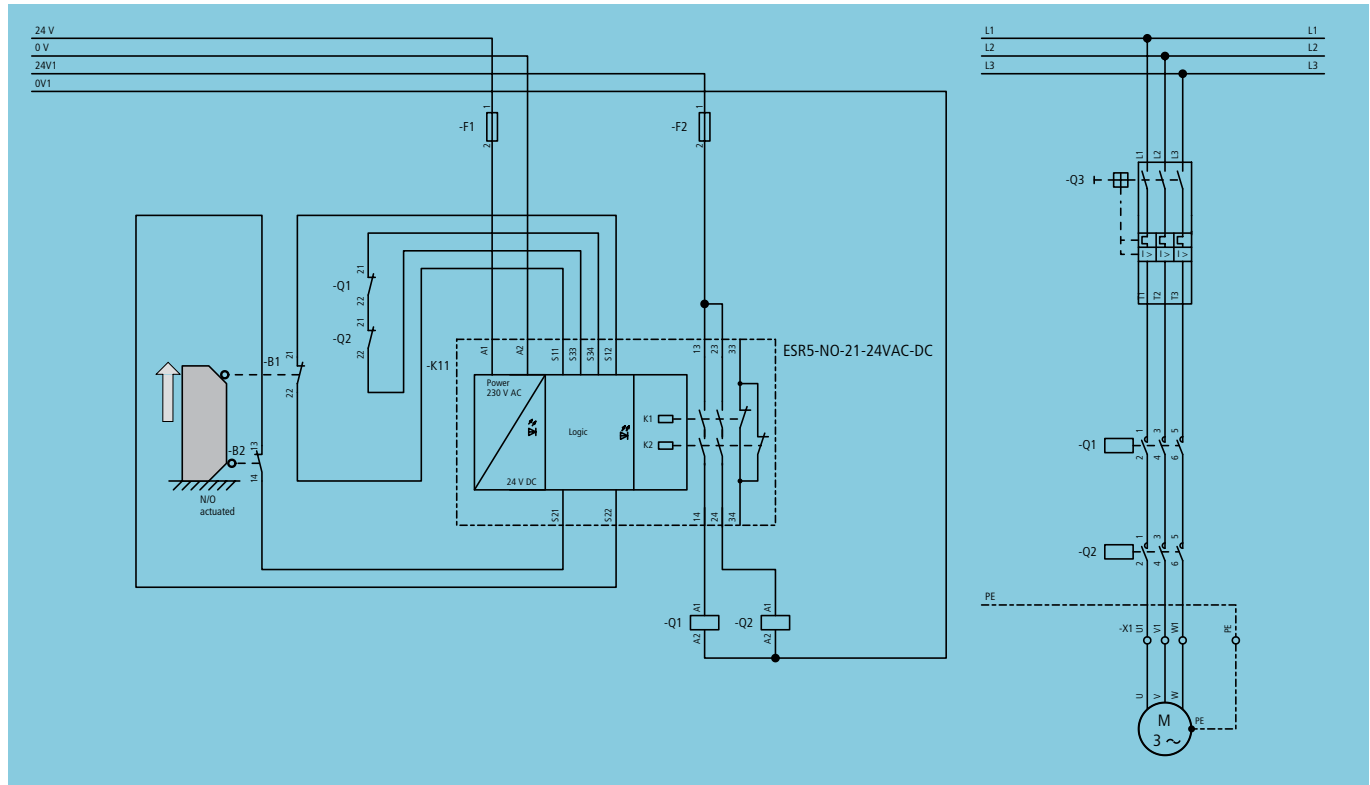 24 V
0 V
24V1
0V1
L1 L1
L2 L2
L3 L3
-F1 1 2
-F2 1 2
-Q3 L1 L2 L3
I > I > I >
T1 T2 T3
-Q1 21 22
-Q2 21 22
-B1 21 22
-B2 13 14
N/O
actuated
-K11
ESR5-NO-21-24VAC-DC
A1 A2 S11 S33 S34 S12 13 23 33
Power
230 V AC
Logic
K1
K2
24 V DC
S21 S22 14 24 34
-Q1 A1 A2
-Q2 A1 A2
-Q1 1 3 5
2 4 6
-Q2 1 3 5
2 4 6
PE
-X1 U1 V1 W1 PE
U V W
M
3 ~
PE